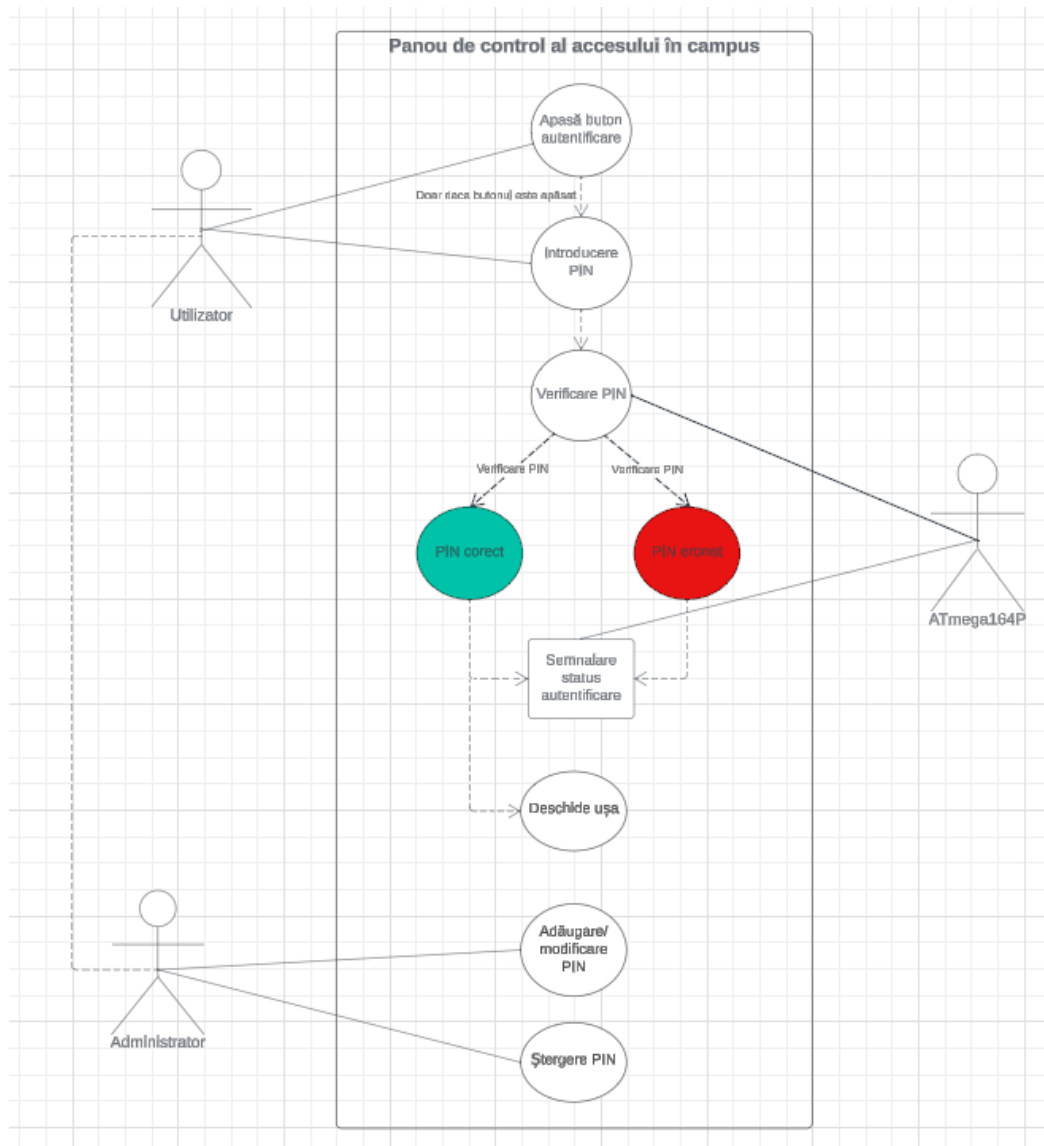 Panou de control al accesului în campus
Apasă buton
autentificare
Doar daca butonul este apăsat
Introducere
PIN
Utilizator
Verificare PIN
Verificare PIN
Verificare PIN
PIN corect
PIN eronat
ATmega164P
Semnalare
status
autentificare
Deschide ușa
Adăugare/
modificare
PIN
Administrator
Ștergere PIN